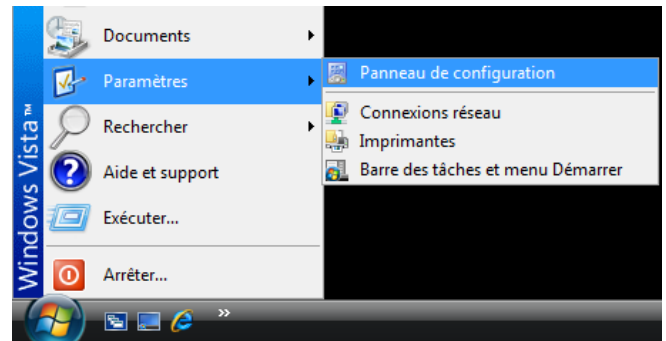 Documents
Paramètres
Rechercher
Aide et support
Exécuter...
Arrêter...
Panneau de configuration
Connexions réseau
Imprimantes
Barre des tâches et menu Démarrer
Windows Vista™
»